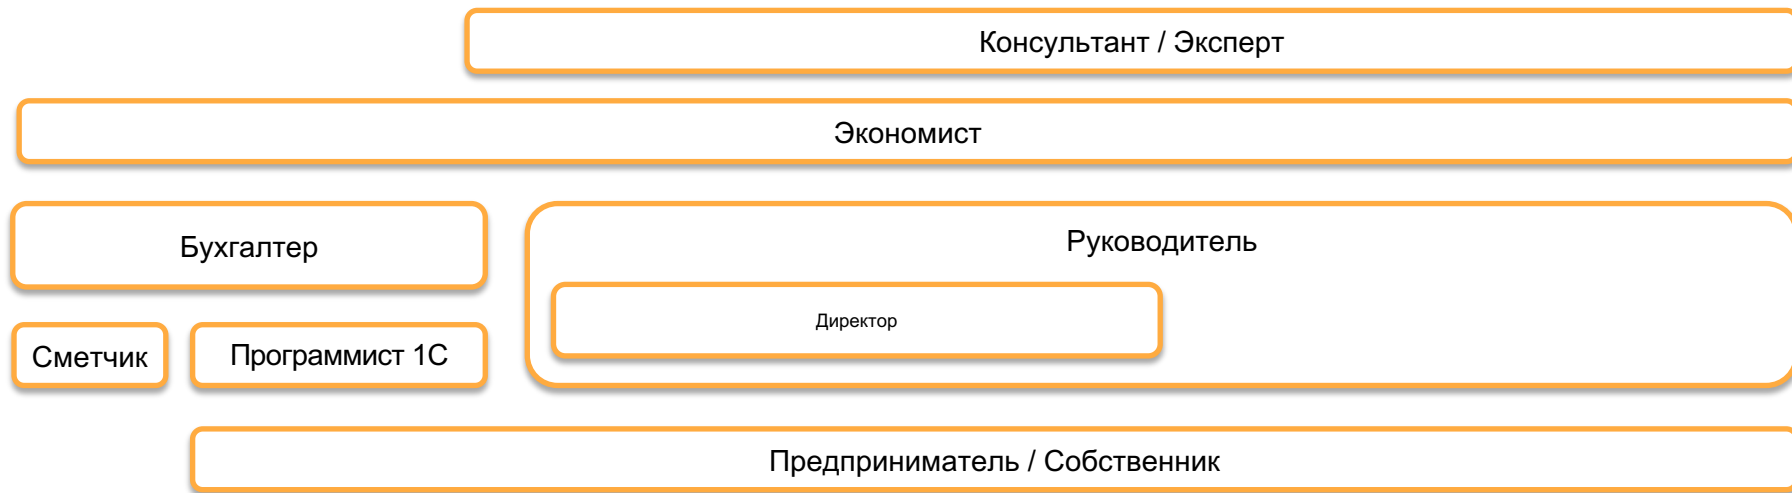 Консультант / Эксперт
Экономист
Бухгалтер
Руководитель
Директор
Сметчик
Программист 1С
Предприниматель / Собственник